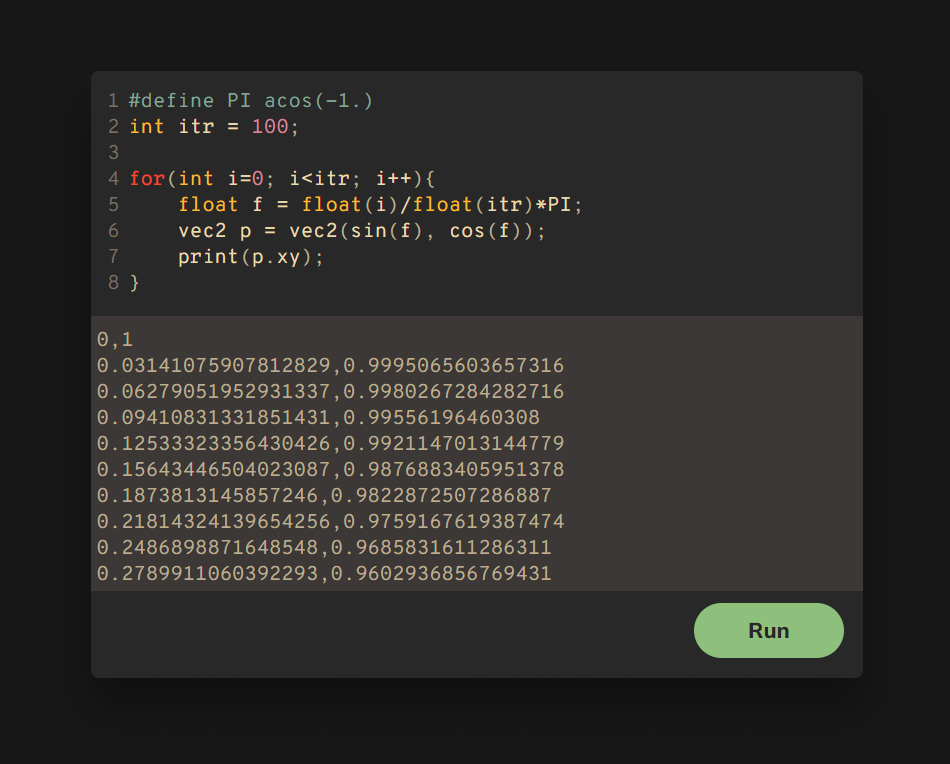 1 #define PI acos(-1.)
2 int itr = 100;
3
4 for(int i=0; i<itr; i++){
5     float f = float(i)/float(itr)*PI;
6     vec2 p = vec2(sin(f), cos(f));
7     print(p.xy);
8 }
0,1
0.03141075907812829,0.9995065603657316
0.06279051952931337,0.9980267284282716
0.09410831331851431,0.99556196460308
0.12533323356430426,0.9921147013144779
0.15643446504023087,0.9876883405951378
0.1873813145857246,0.9822872507286887
0.21814324139654256,0.9759167619387474
0.2486898871648548,0.9685831611286311
0.2789911060392293,0.9602936856769431
Run